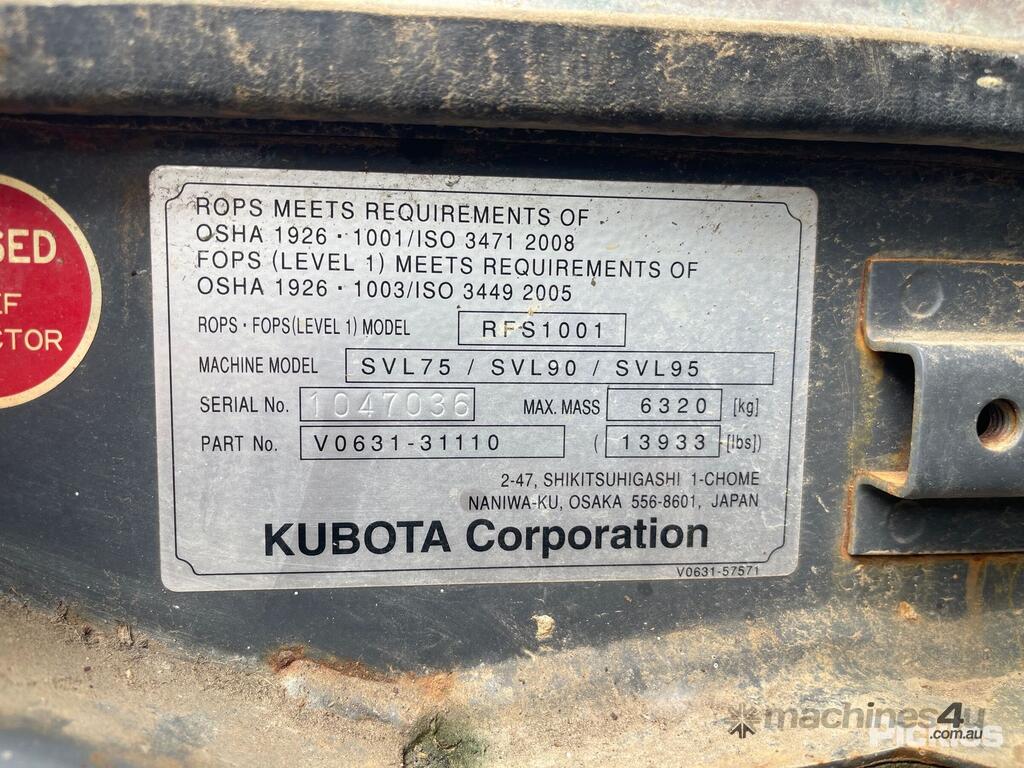 ROPS MEETS REQUIREMENTS OF
OSHA 1926・1001/ISO 3471 2008
FOPS (LEVEL 1) MEETS REQUIREMENTS OF
OSHA 1926・1003/ISO 3449 2005
ROPS・FOPS(LEVEL 1) MODEL RFS1001
MACHINE MODEL SVL75 / SVL90 / SVL95
SERIAL No. 1047036 MAX. MASS 6320 [kg]
PART No. V0631-31110 ( 13933 [lbs])
2-47, SHIKITSUHIGASHI 1-CHOME
NANIWA-KU, OSAKA 556-8601, JAPAN
KUBOTA Corporation
V0631-57571
SED
EF
CTOR
machines4u
.com.au
Pickles